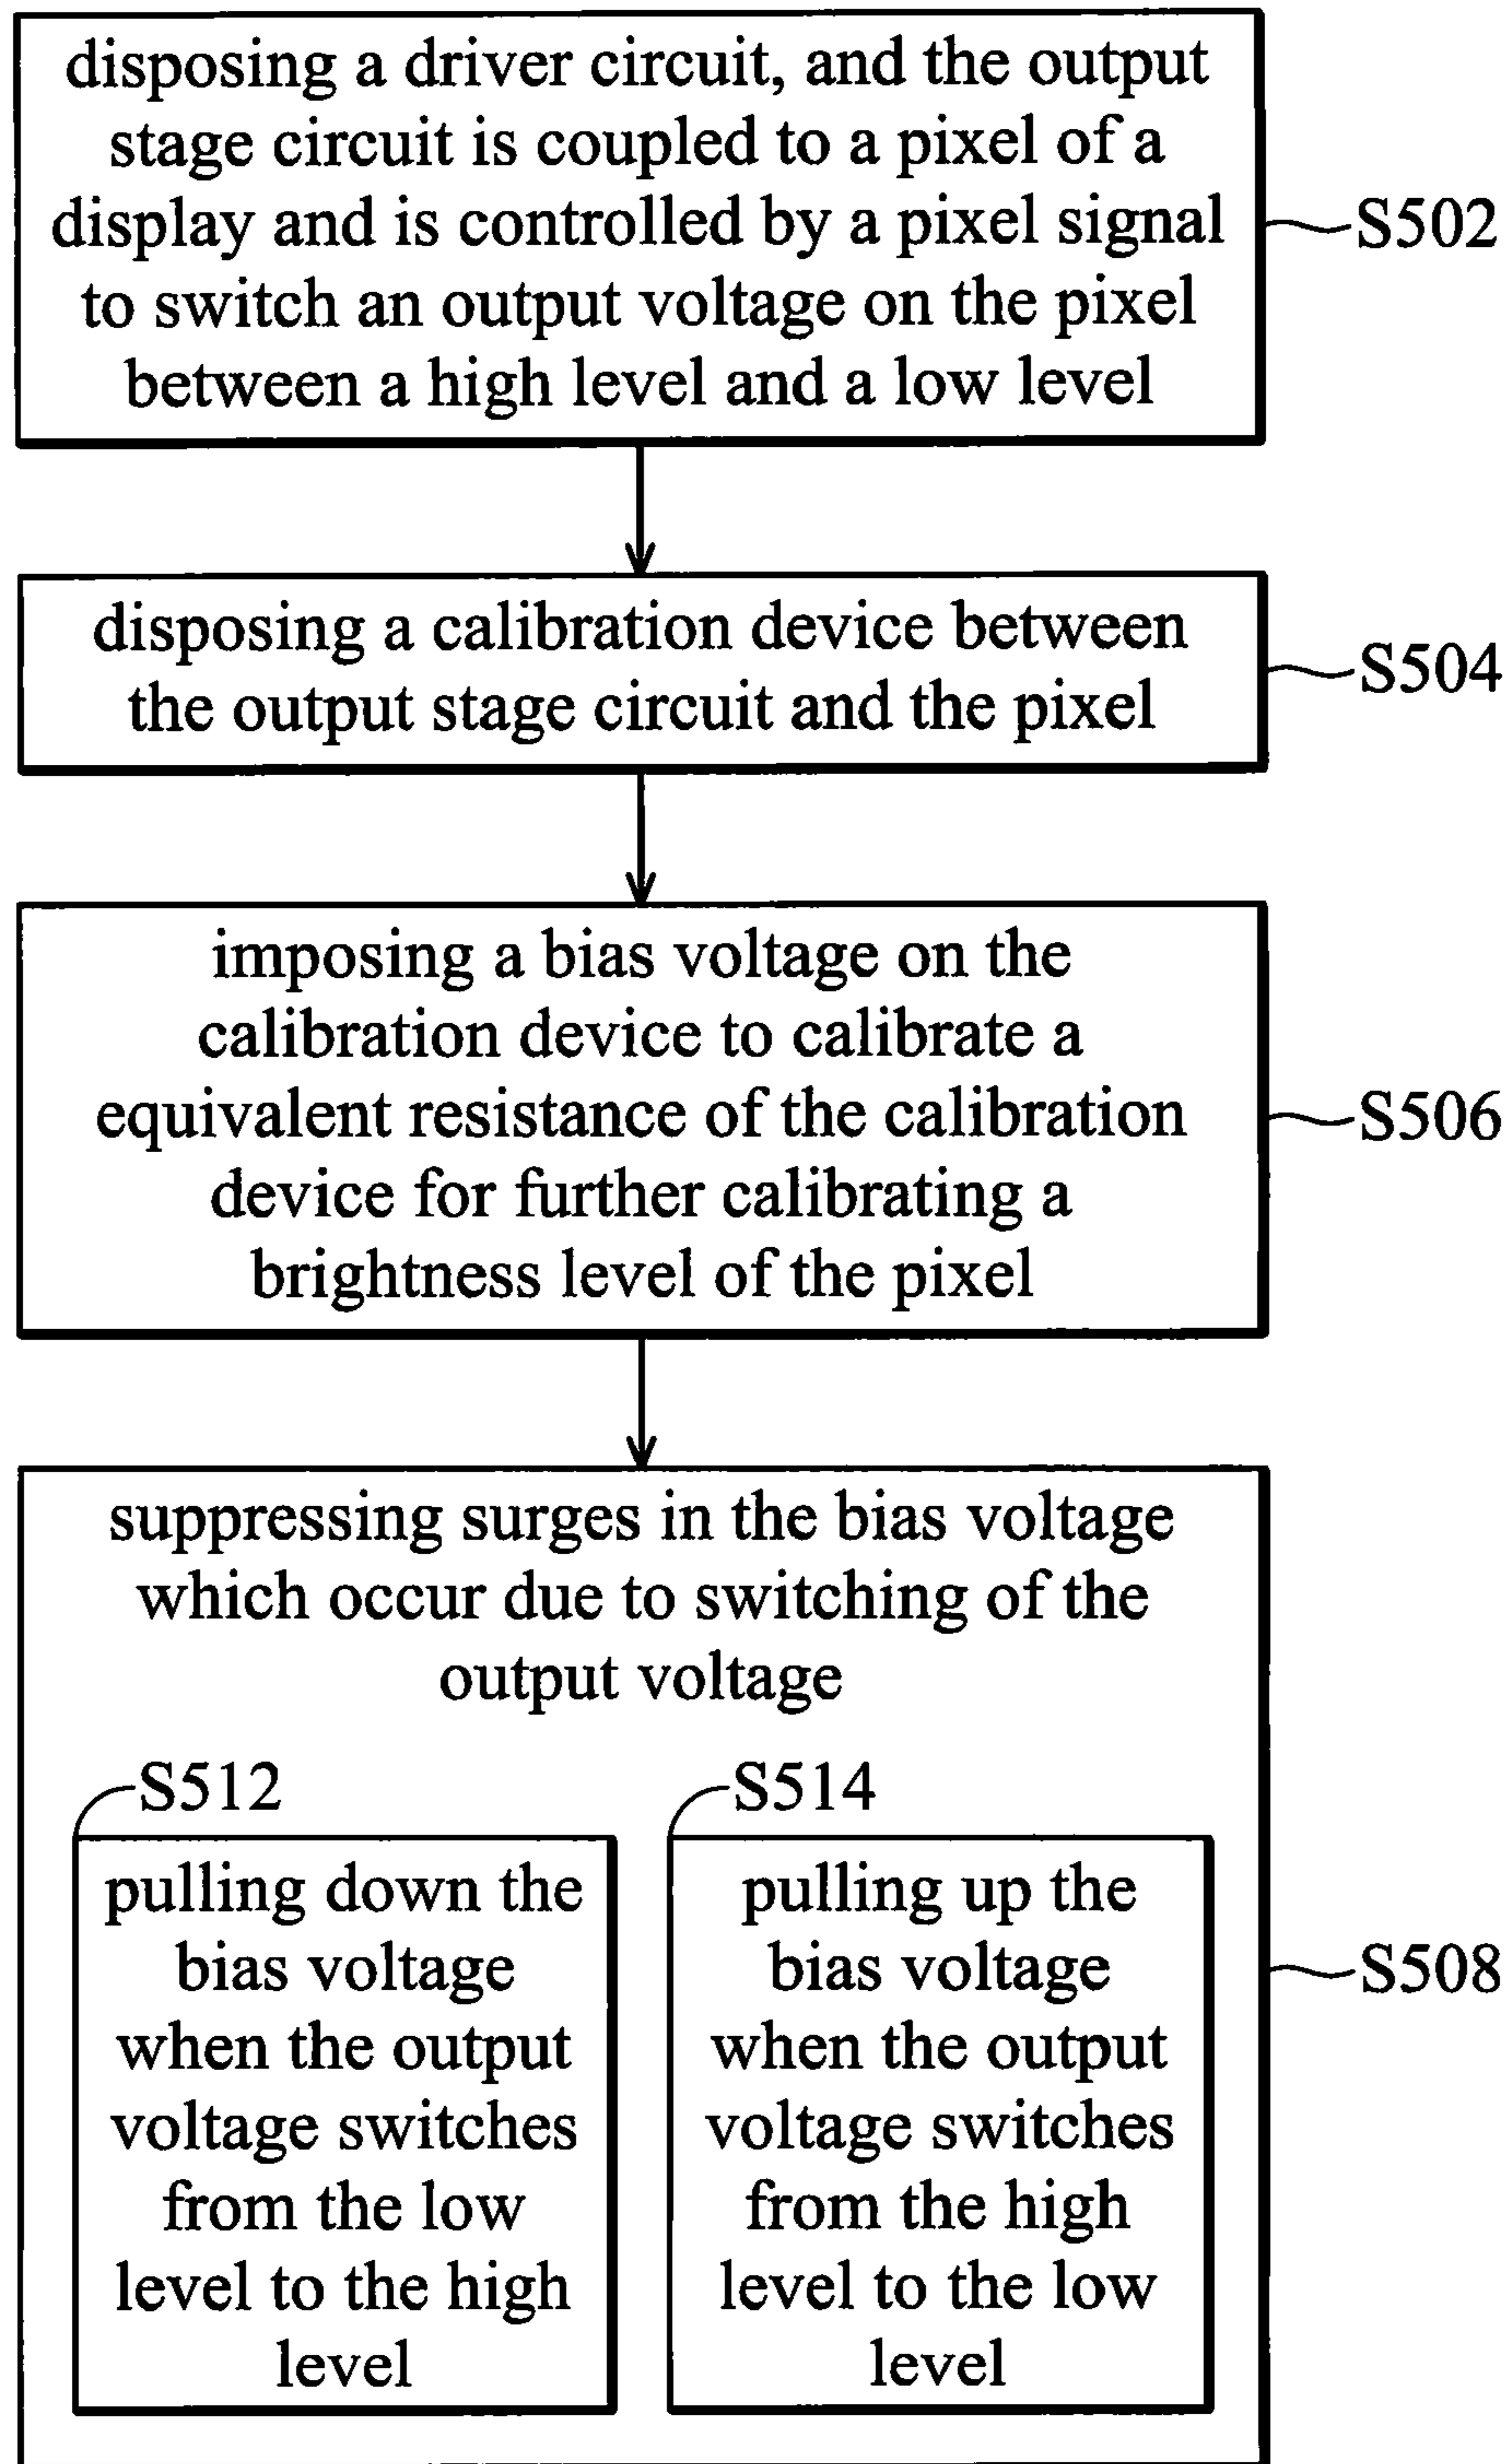 disposing a driver circuit, and the output
stage circuit is coupled to a pixel of a
display and is controlled by a pixel signal
to switch an output voltage on the pixel
between a high level and a low level
S502
disposing a calibration device between
the output stage circuit and the pixel
S504
imposing a bias voltage on the
calibration device to calibrate a
equivalent resistance of the calibration
device for further calibrating a
brightness level of the pixel
S506
suppressing surges in the bias voltage
which occur due to switching of the
output voltage
S512
pulling down the
bias voltage
when the output
voltage switches
from the low
level to the high
level
S514
pulling up the
bias voltage
when the output
voltage switches
from the high
level to the low
level
S508